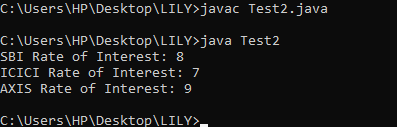 C:\Users\HP\Desktop\LILY>javac Test2.java
C:\Users\HP\Desktop\LILY>java Test2
SBI Rate of Interest: 8
ICICI Rate of Interest: 7
AXIS Rate of Interest: 9
C:\Users\HP\Desktop\LILY>